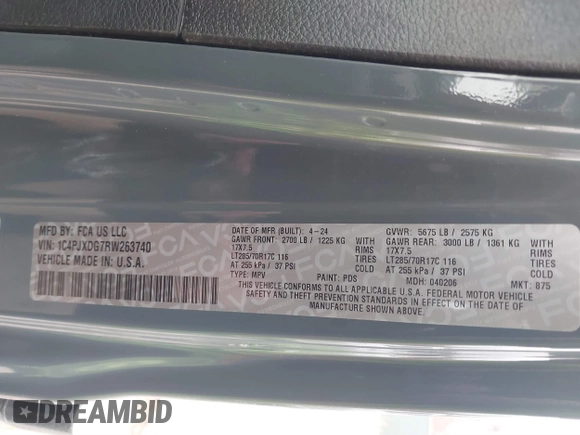 MFD BY: FCA US LLC
VIN: 1C4PJXDG7RW263740
VEHICLE MADE IN: U.S.A.
DATE OF MFR (BUILT): 4-24
GAWR FRONT: 2700 LB / 1225 KG WITH
17X7.5 RIMS
LT285/70R17C 116 TIRES
AT 255 kPa / 37 PSI COLD
TYPE: MPV PAINT: PDS
GVWR: 5675 LB / 2575 KG
GAWR REAR: 3000 LB / 1361 KG WITH
17X7.5 RIMS
LT285/70R17C 116 TIRES
AT 255 kPa / 37 PSI COLD
MDH: 040206 MKT: 875
THIS VEHICLE CONFORMS TO ALL APPLICABLE U.S.A. FEDERAL MOTOR VEHICLE
SAFETY AND THEFT PREVENTION STANDARDS IN EFFECT ON THE DATE OF
MANUFACTURE SHOWN ABOVE.
DREAMBID